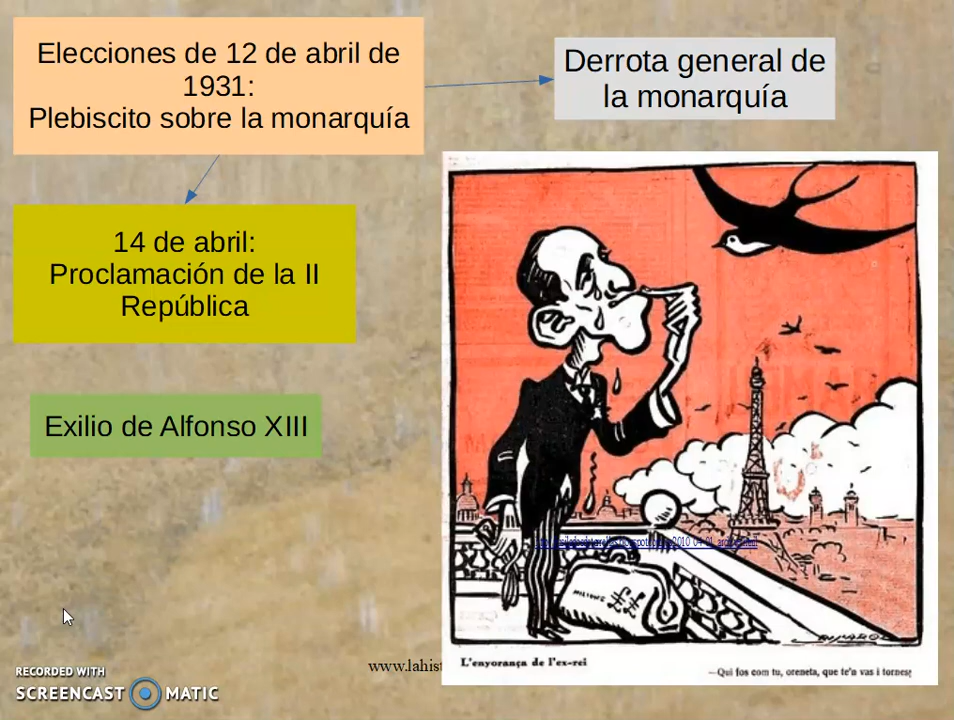 Elecciones de 12 de abril de
1931:
Plebiscito sobre la monarquía
Derrota general de
la monarquía
14 de abril:
Proclamación de la II
República
Exilio de Alfonso XIII
L'enyorança de l'ex-rei
—Qui fos com tu, oreneta, que te'n vas i tornes!
www.lahist
RECORDED WITH
SCREENCAST MATIC